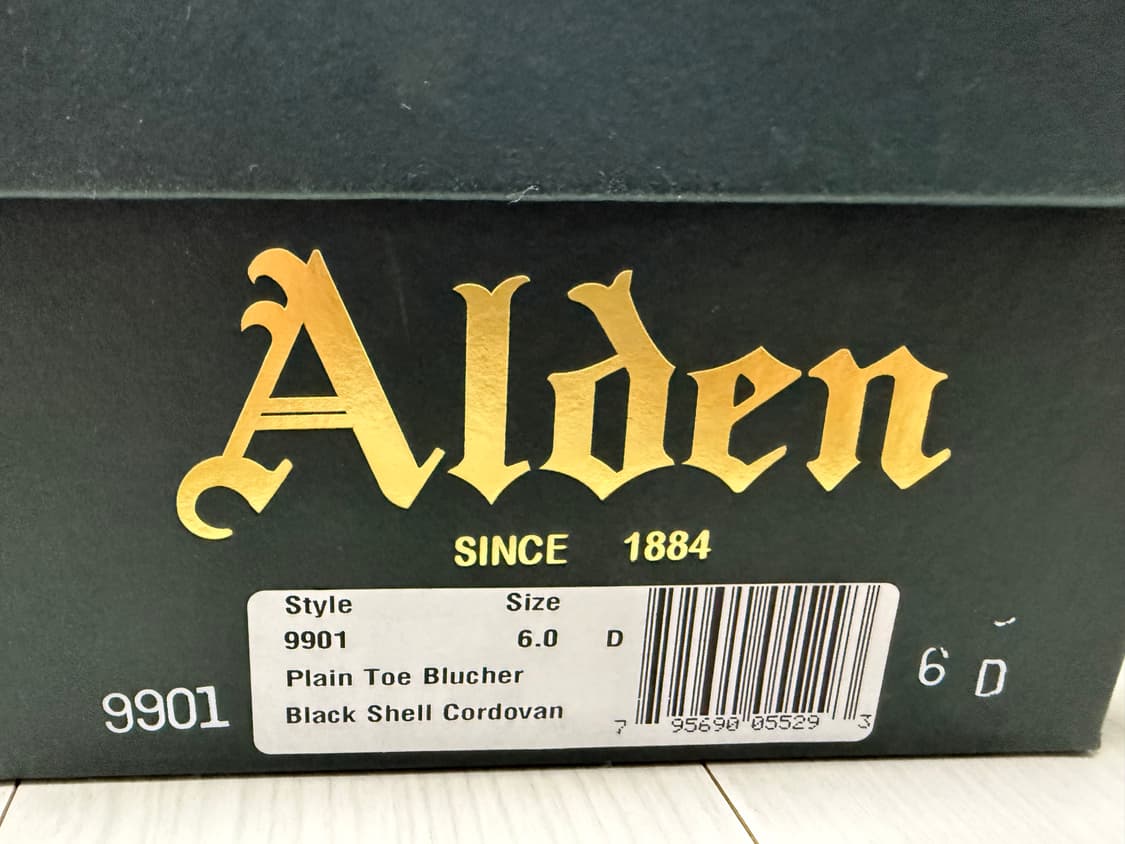 Alden
SINCE 1884
Style Size
9901 6.0 D
Plain Toe Blucher
Black Shell Cordovan
7 95690 05529 3
9901
6 D